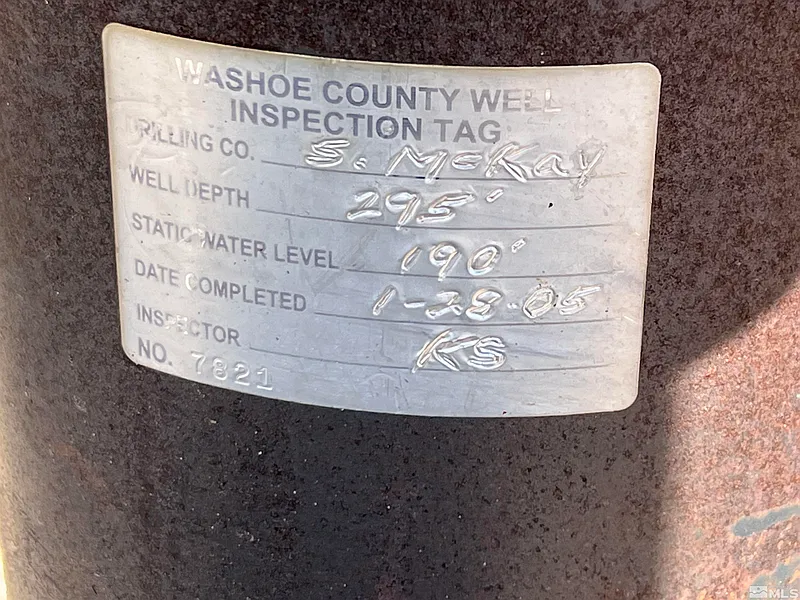 WASHOE COUNTY WELL
INSPECTION TAG
DRILLING CO. S. McKay
WELL DEPTH 295'
STATIC WATER LEVEL 190'
DATE COMPLETED 1-28-05
INSPECTOR KS
NO. 7821
MLS